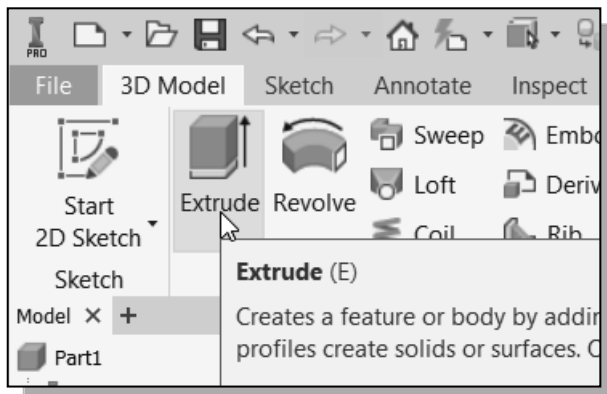 PRO
File 3D Model Sketch Annotate Inspect
Start
2D Sketch
Extrude Revolve
Sweep
Loft
Coil
Rib
Sketch
Model × +
Part1
Extrude (E)
Creates a feature or body by
profiles create solids or surfaces.